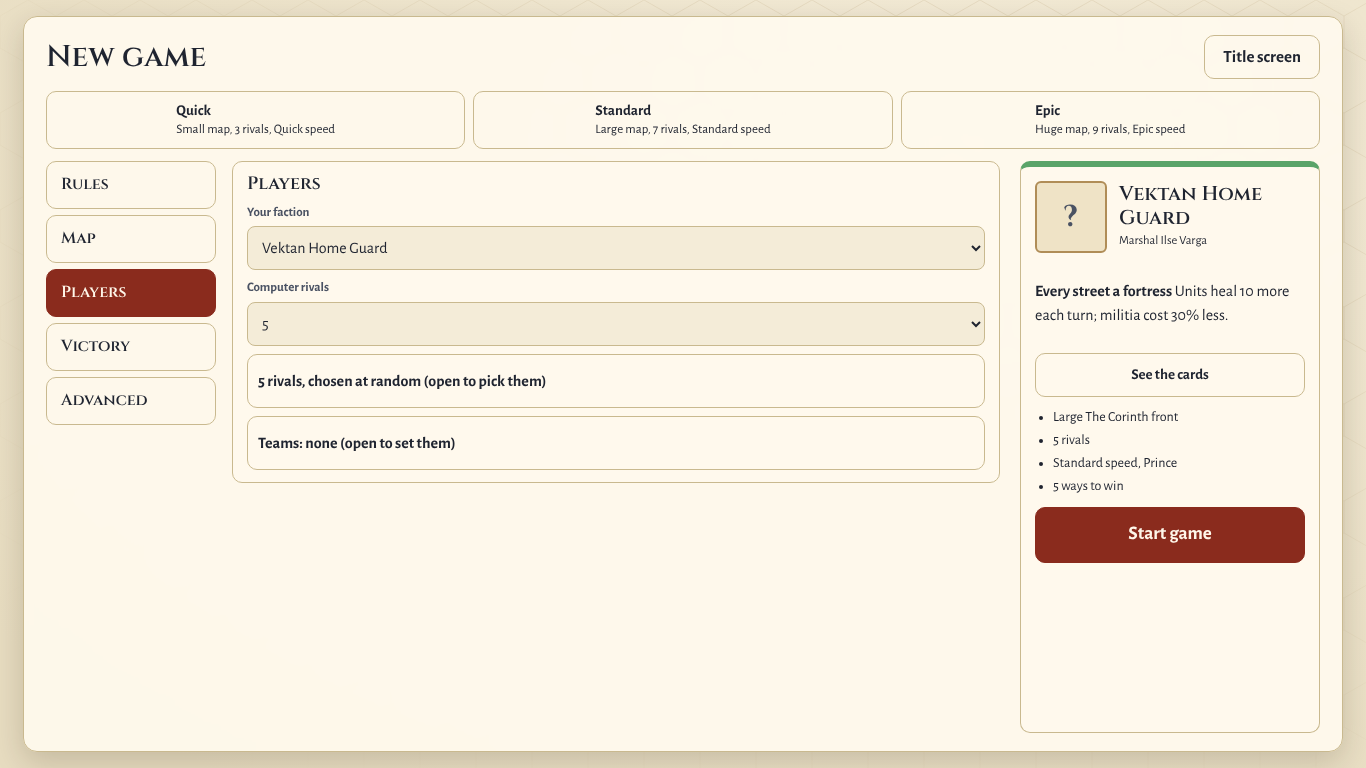 New game
Title screen
Quick
Small map, 3 rivals, Quick speed
Standard
Large map, 7 rivals, Standard speed
Epic
Huge map, 9 rivals, Epic speed
Rules
Map
Players
Victory
Advanced
Players
Your faction
Vektan Home Guard
Computer rivals
5
5 rivals, chosen at random (open to pick them)
Teams: none (open to set them)
?
Vektan Home
Guard
Marshal Ilse Varga
Every street a fortress Units heal 10 more
each turn; militia cost 30% less.
See the cards
Large The Corinth front
5 rivals
Standard speed, Prince
5 ways to win
Start game